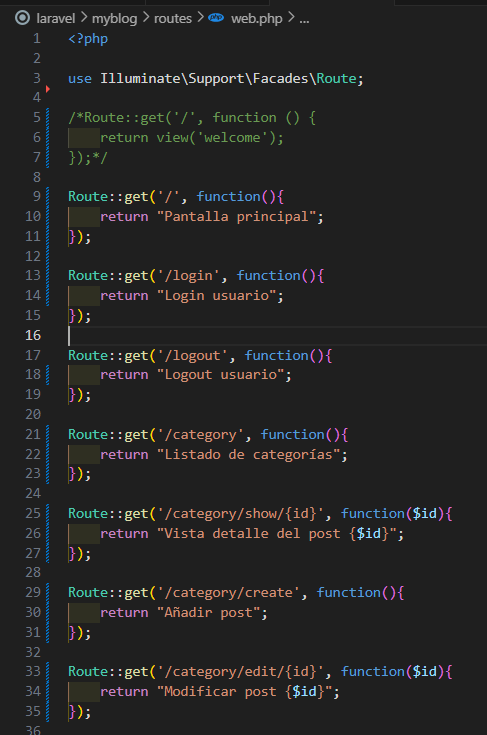 laravel > myblog > routes > web.php > ...
1 <?php
2
3 use Illuminate\Support\Facades\Route;
4
5 /*Route::get('/', function () {
6     return view('welcome');
7 });*/
8
9 Route::get('/', function(){
10     return "Pantalla principal";
11 });
12
13 Route::get('/login', function(){
14     return "Login usuario";
15 });
16
17 Route::get('/logout', function(){
18     return "Logout usuario";
19 });
20
21 Route::get('/category', function(){
22     return "Listado de categorías";
23 });
24
25 Route::get('/category/show/{id}', function($id){
26     return "Vista detalle del post {$id}";
27 });
28
29 Route::get('/category/create', function(){
30     return "Añadir post";
31 });
32
33 Route::get('/category/edit/{id}', function($id){
34     return "Modificar post {$id}";
35 });
36